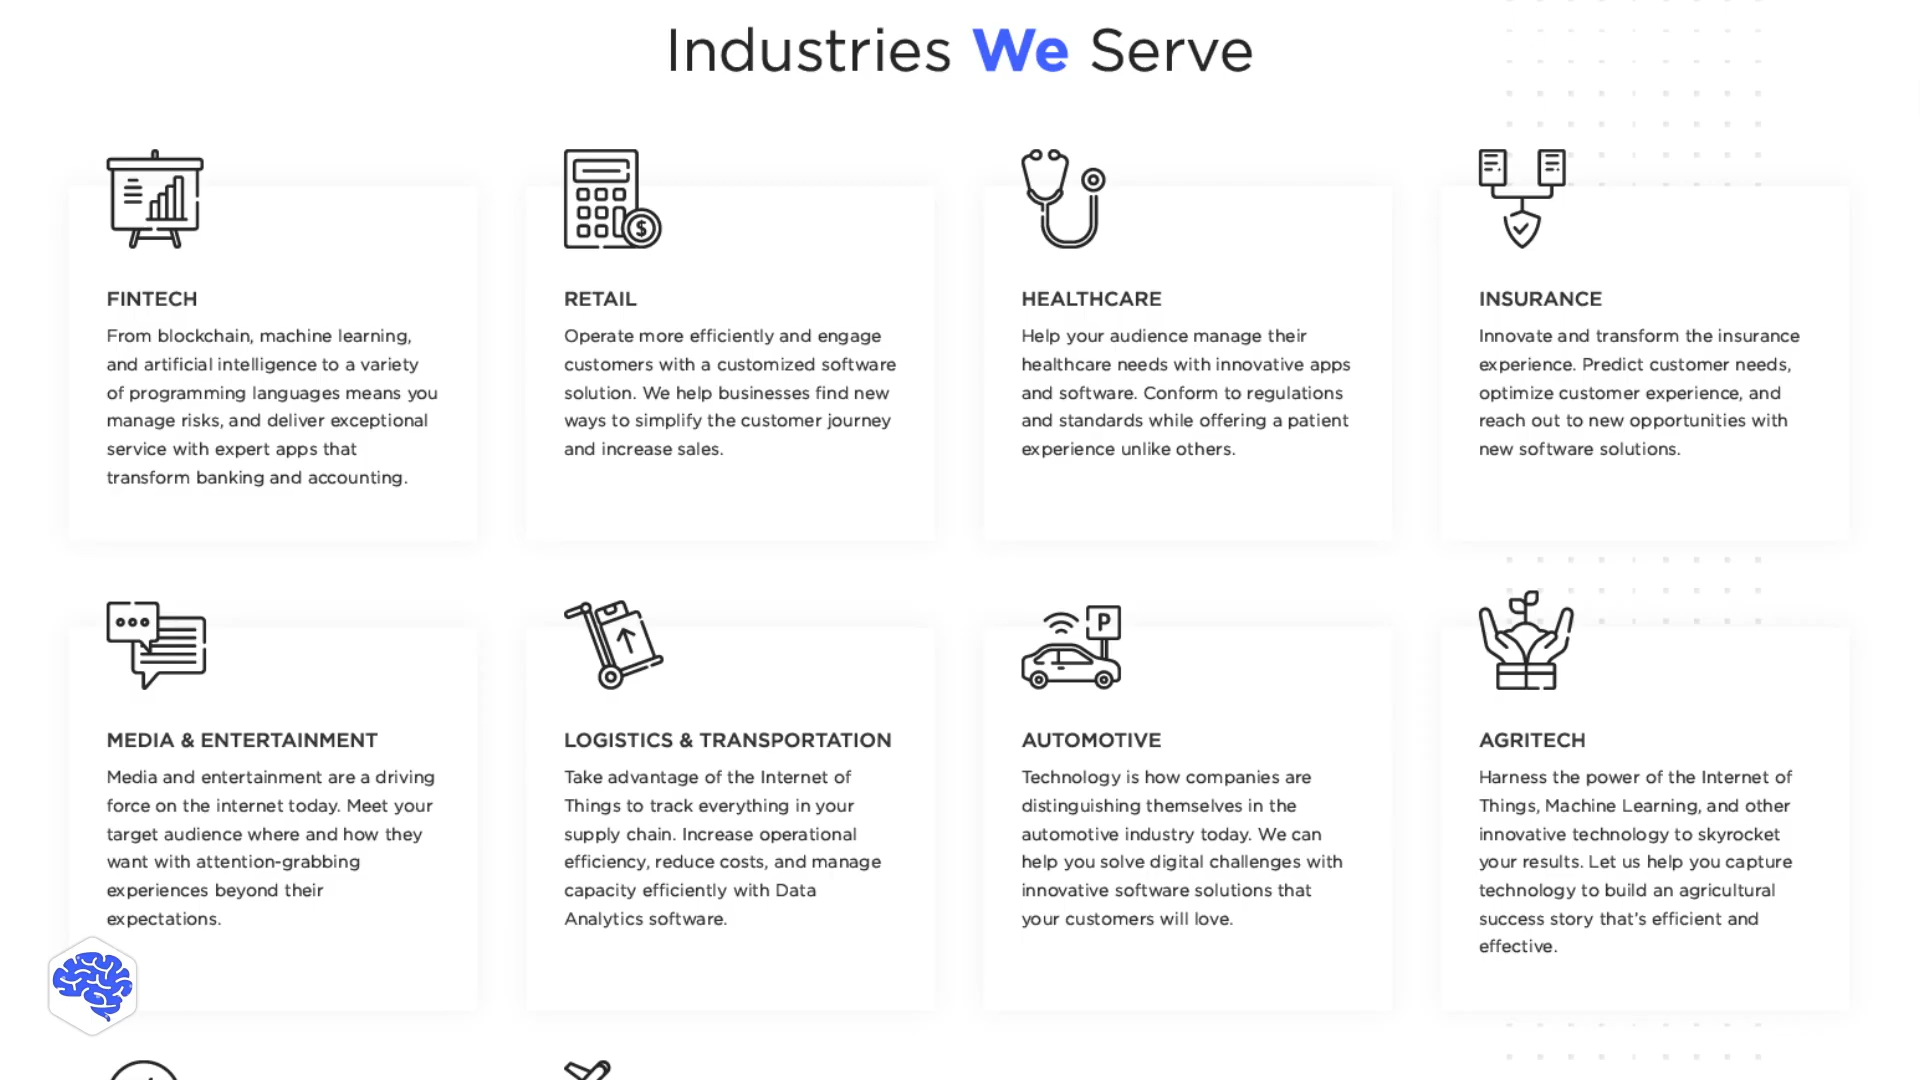 Industries We Serve
$
FINTECH
From blockchain, machine learning,
and artificial intelligence to a variety
of programming languages means you
manage risks, and deliver exceptional
service with expert apps that
transform banking and accounting.
RETAIL
Operate more efficiently and engage
customers with a customized software
solution. We help businesses find new
ways to simplify the customer journey
and increase sales.
HEALTHCARE
Help your audience manage their
healthcare needs with innovative apps
and software. Conform to regulations
and standards while offering a patient
experience unlike others.
INSURANCE
Innovate and transform the insurance
experience. Predict customer needs,
optimize customer experience, and
reach out to new opportunities with
new software solutions.
P
MEDIA & ENTERTAINMENT
Media and entertainment are a driving
force on the internet today. Meet your
target audience where and how they
want with attention-grabbing
experiences beyond their
expectations.
LOGISTICS & TRANSPORTATION
Take advantage of the Internet of
Things to track everything in your
supply chain. Increase operational
efficiency, reduce costs, and manage
capacity efficiently with Data
Analytics software.
AUTOMOTIVE
Technology is how companies are
distinguishing themselves in the
automotive industry today. We can
help you solve digital challenges with
innovative software solutions that
your customers will love.
AGRITECH
Harness the power of the Internet of
Things, Machine Learning, and other
innovative technology to skyrocket
your results. Let us help you capture
technology to build an agricultural
success story that's efficient and
effective.